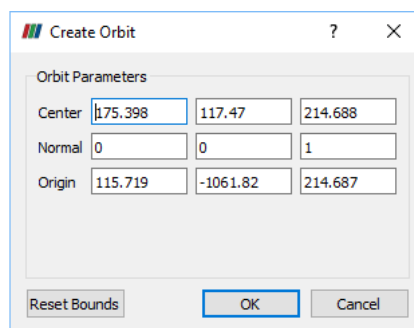 Create Orbit ? X
Orbit Parameters
Center 175.398 117.47 214.688
Normal 0 0 1
Origin 115.719 -1061.82 214.687
Reset Bounds OK Cancel